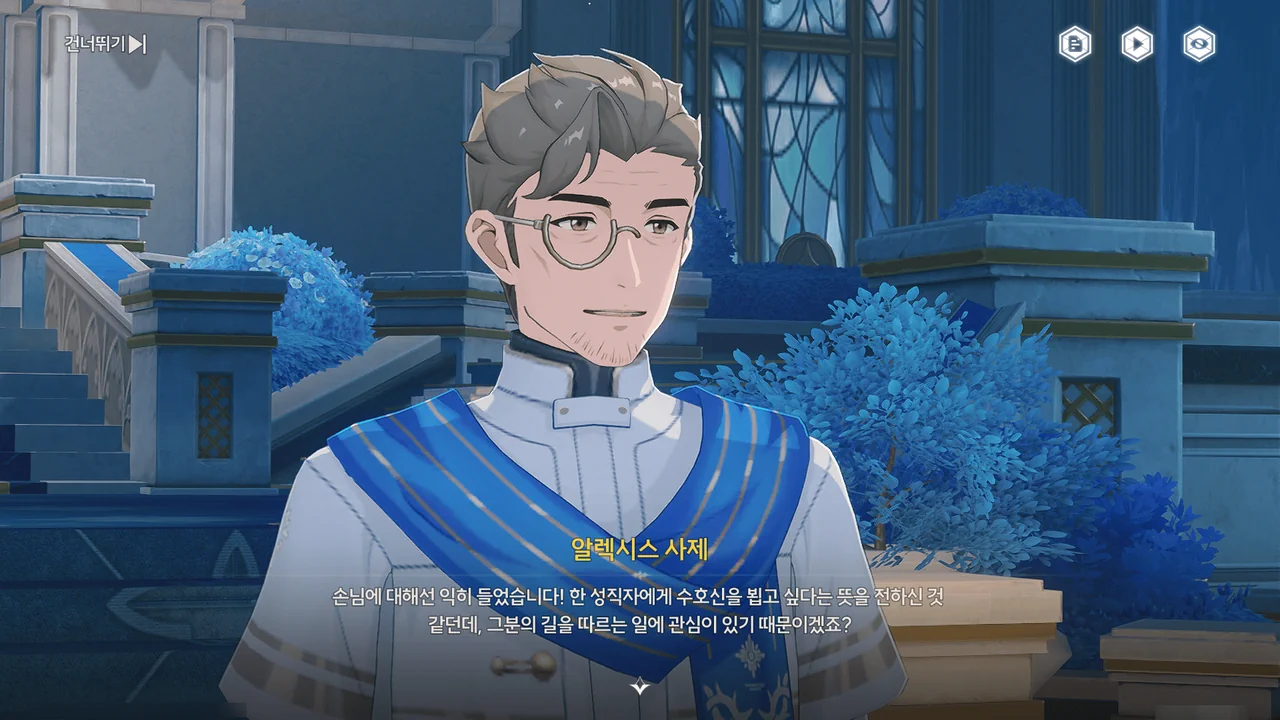 건너뛰기
알렉시스 사제
손님에 대해선 익히 들었습니다! 한 성직자에게 수호신을 뵙고 싶다는 뜻을 전하신 것
같던데, 그분의 길을 따르는 일에 관심이 있기 때문이겠죠?